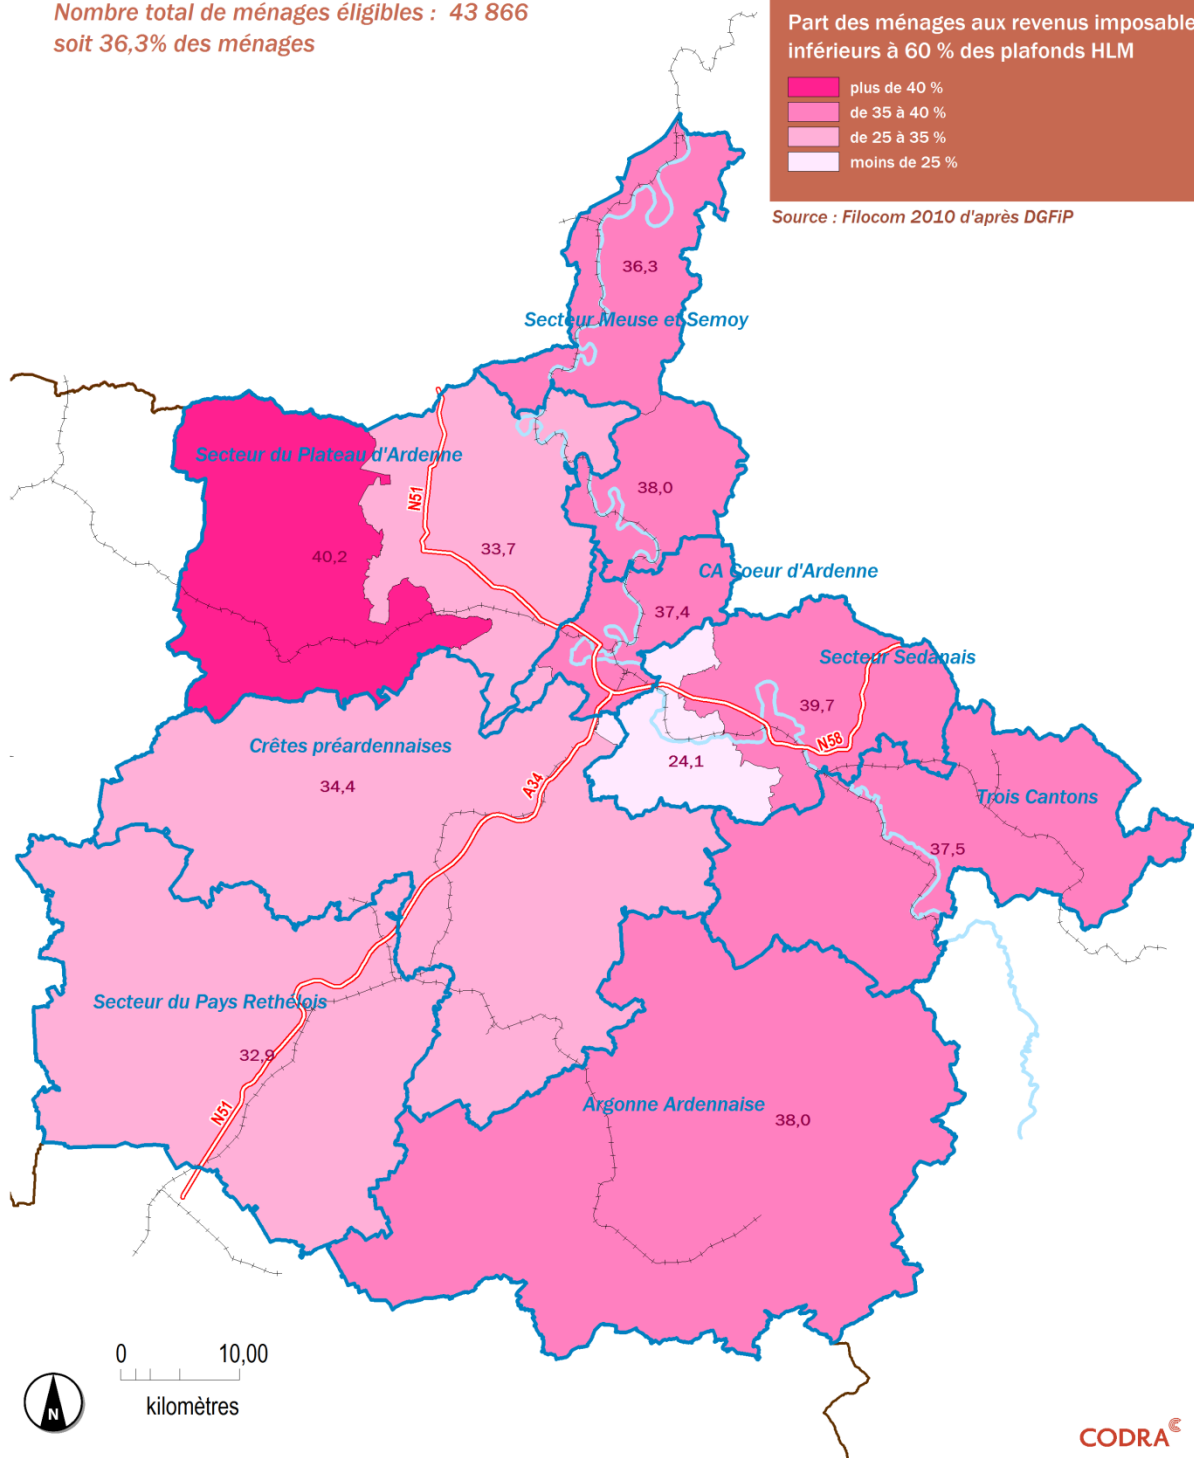 Nombre total de ménages éligibles : 43 866
soit 36,3% des ménages
Part des ménages aux revenus imposable
inférieurs à 60 % des plafonds HLM
plus de 40 %
de 35 à 40 %
de 25 à 35 %
moins de 25 %
Source : Filocom 2010 d'après DGFiP
36,3
Secteur Meuse et Semoy
Secteur du Plateau d'Ardenne
N51
38,0
40,2
33,7
CA Coeur d'Ardenne
37,4
Secteur Sedanais
39,7
N58
Crêtes préardennaises
24,1
34,4
A34
Trois Cantons
37,5
Secteur du Pays Rethélois
32,9
N51
Argonne Ardennaise
38,0
0 10,00
kilomètres
N
CODRA